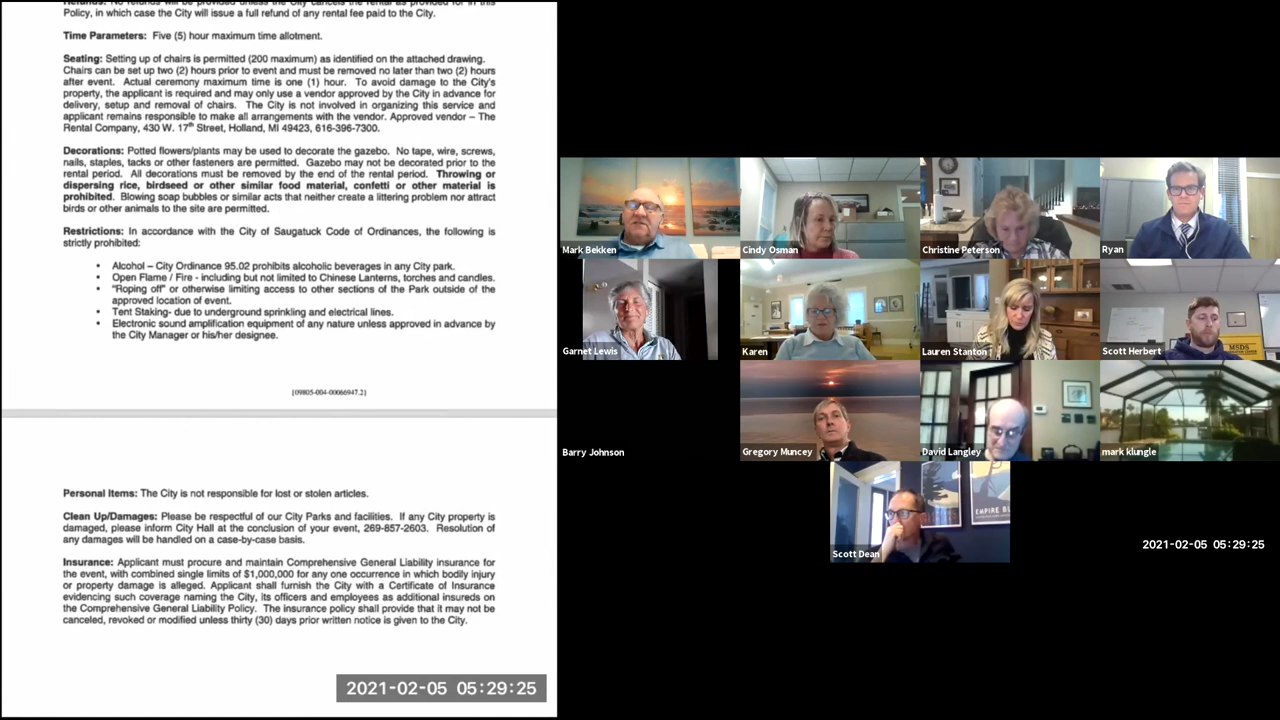 Refunds: No refunds will be provided unless the City cancels the rental as provided for in this
Policy, in which case the City will issue a full refund of any rental fee paid to the City.
Time Parameters: Five (5) hour maximum time allotment.
Seating: Setting up of chairs is permitted (200 maximum) as identified on the attached drawing.
Chairs can be set up two (2) hours prior to event and must be removed no later than two (2) hours
after event. Actual ceremony maximum time is one (1) hour. To avoid damage to the City's
property, the applicant is required and may only use a vendor approved by the City in advance for
delivery, setup and removal of chairs. The City is not involved in organizing this service and
applicant remains responsible to make all arrangements with the vendor. Approved vendor – The
Rental Company, 430 W. 17th Street, Holland, MI 49423, 616-396-7300.
Decorations: Potted flowers/plants may be used to decorate the gazebo. No tape, wire, screws,
nails, staples, tacks or other fasteners are permitted. Gazebo may not be decorated prior to the
rental period. All decorations must be removed by the end of the rental period. Throwing or
dispersing rice, birdseed or other similar food material, confetti or other material is
prohibited. Blowing soap bubbles or similar acts that neither create a littering problem nor attract
birds or other animals to the site are permitted.
Restrictions: In accordance with the City of Saugatuck Code of Ordinances, the following is
strictly prohibited:
• Alcohol – City Ordinance 95.02 prohibits alcoholic beverages in any City park.
• Open Flame / Fire - including but not limited to Chinese Lanterns, torches and candles.
• "Roping off" or otherwise limiting access to other sections of the Park outside of the
approved location of event.
• Tent Staking- due to underground sprinkling and electrical lines.
• Electronic sound amplification equipment of any nature unless approved in advance by
the City Manager or his/her designee.
{09805-004-00066947.2}
Personal Items: The City is not responsible for lost or stolen articles.
Clean Up/Damages: Please be respectful of our City Parks and facilities. If any City property is
damaged, please inform City Hall at the conclusion of your event, 269-857-2603. Resolution of
any damages will be handled on a case-by-case basis.
Insurance: Applicant must procure and maintain Comprehensive General Liability insurance for
the event, with combined single limits of $1,000,000 for any one occurrence in which bodily injury
or property damage is alleged. Applicant shall furnish the City with a Certificate of Insurance
evidencing such coverage naming the City, its officers and employees as additional insureds on
the Comprehensive General Liability Policy. The insurance policy shall provide that it may not be
canceled, revoked or modified unless thirty (30) days prior written notice is given to the City.
2021-02-05 05:29:25
Mark Bekken
Cindy Osman
Christine Peterson
Ryan
Garnet Lewis
Karen
Lauren Stanton
Scott Herbert
MSDS
Barry Johnson
Gregory Muncey
David Langley
mark klungle
EMPIRE BU
Scott Dean
2021-02-05 05:29:25